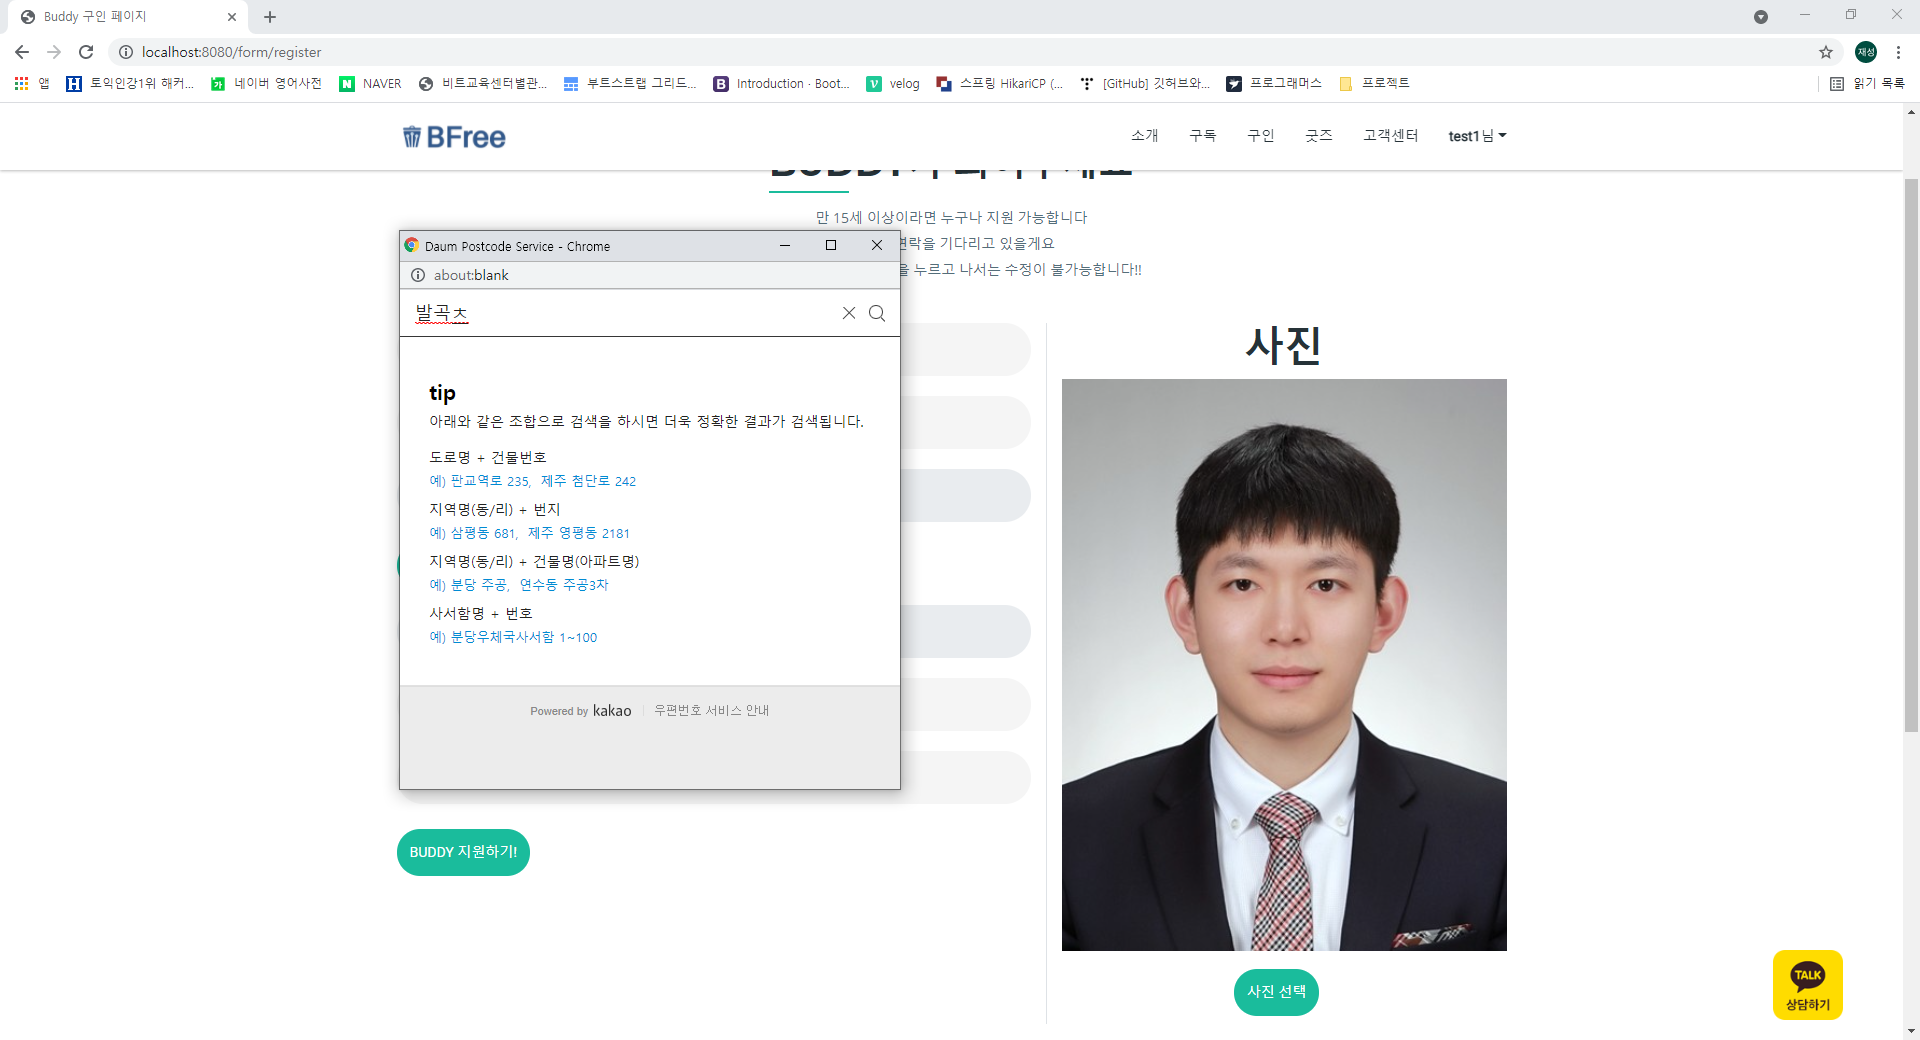 Buddy 구인 페이지
localhost:8080/form/register
재성
앱
토익인강1위 해커...
네이버 영어사전
NAVER
비트교육센터별관...
부트스트랩 그리드...
Introduction · Boot...
velog
스프링 HikariCP (...
[GitHub] 깃허브와...
프로그래머스
프로젝트
읽기 목록
BFree
소개
구독
구인
굿즈
고객센터
test1님
만 15세 이상이라면 누구나 지원 가능합니다
연락을 기다리고 있을게요
을 누르고 나서는 수정이 불가능합니다!!
Daum Postcode Service - Chrome
about:blank
발곡ㅊ
tip
아래와 같은 조합으로 검색을 하시면 더욱 정확한 결과가 검색됩니다.
도로명 + 건물번호
예) 판교역로 235, 제주 첨단로 242
지역명(동/리) + 번지
예) 삼평동 681, 제주 영평동 2181
지역명(동/리) + 건물명(아파트명)
예) 분당 주공, 연수동 주공3차
사서함명 + 번호
예) 분당우체국사서함 1~100
Powered by kakao
우편번호 서비스 안내
BUDDY 지원하기!
사진
사진 선택
TALK
상담하기